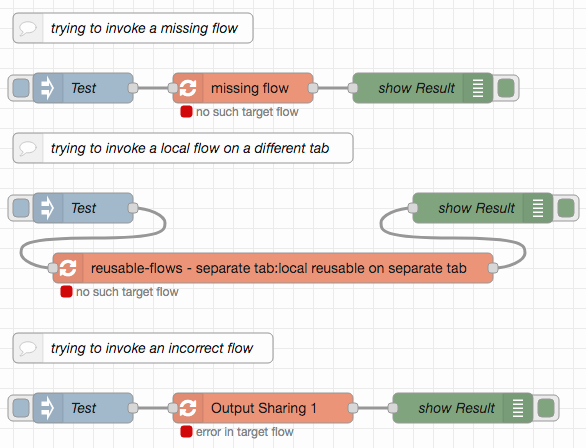 trying to invoke a missing flow
Test missing flow show Result
no such target flow
trying to invoke a local flow on a different tab
Test show Result
reusable-flows - separate tab:local reusable on separate tab
no such target flow
trying to invoke an incorrect flow
Test Output Sharing 1 show Result
error in target flow